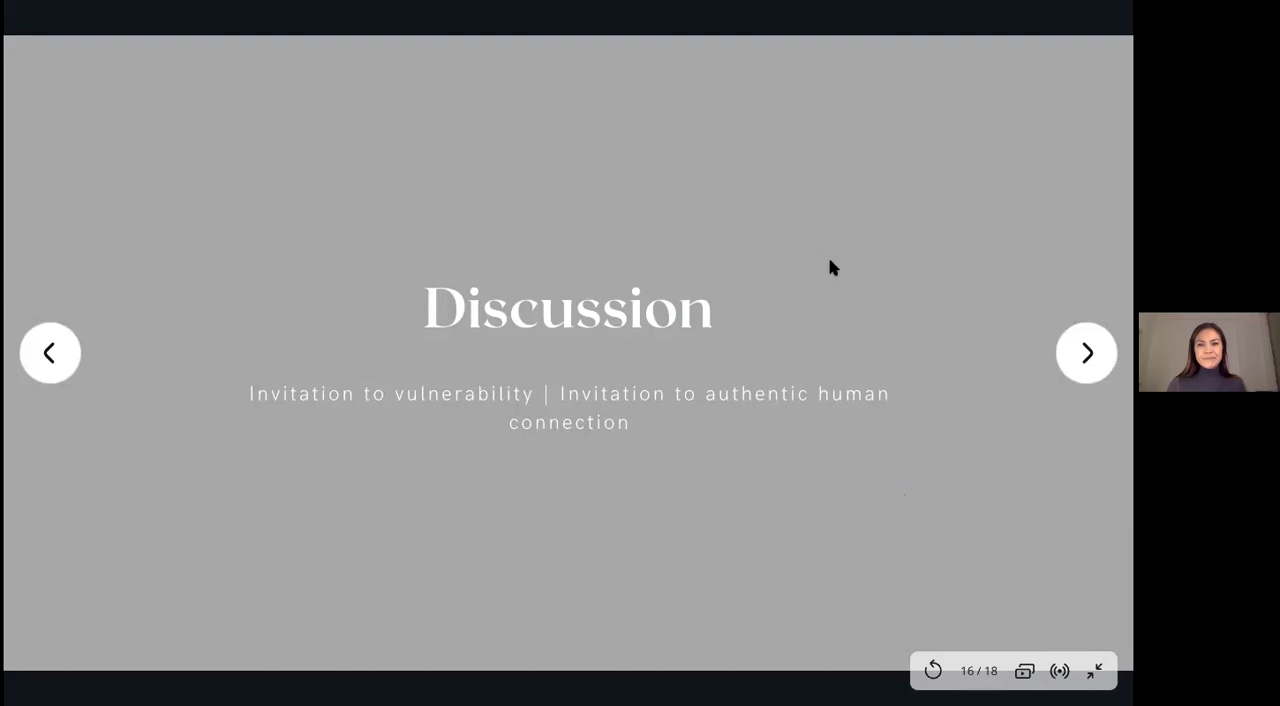 Discussion
Invitation to vulnerability | Invitation to authentic human
connection
16 / 18